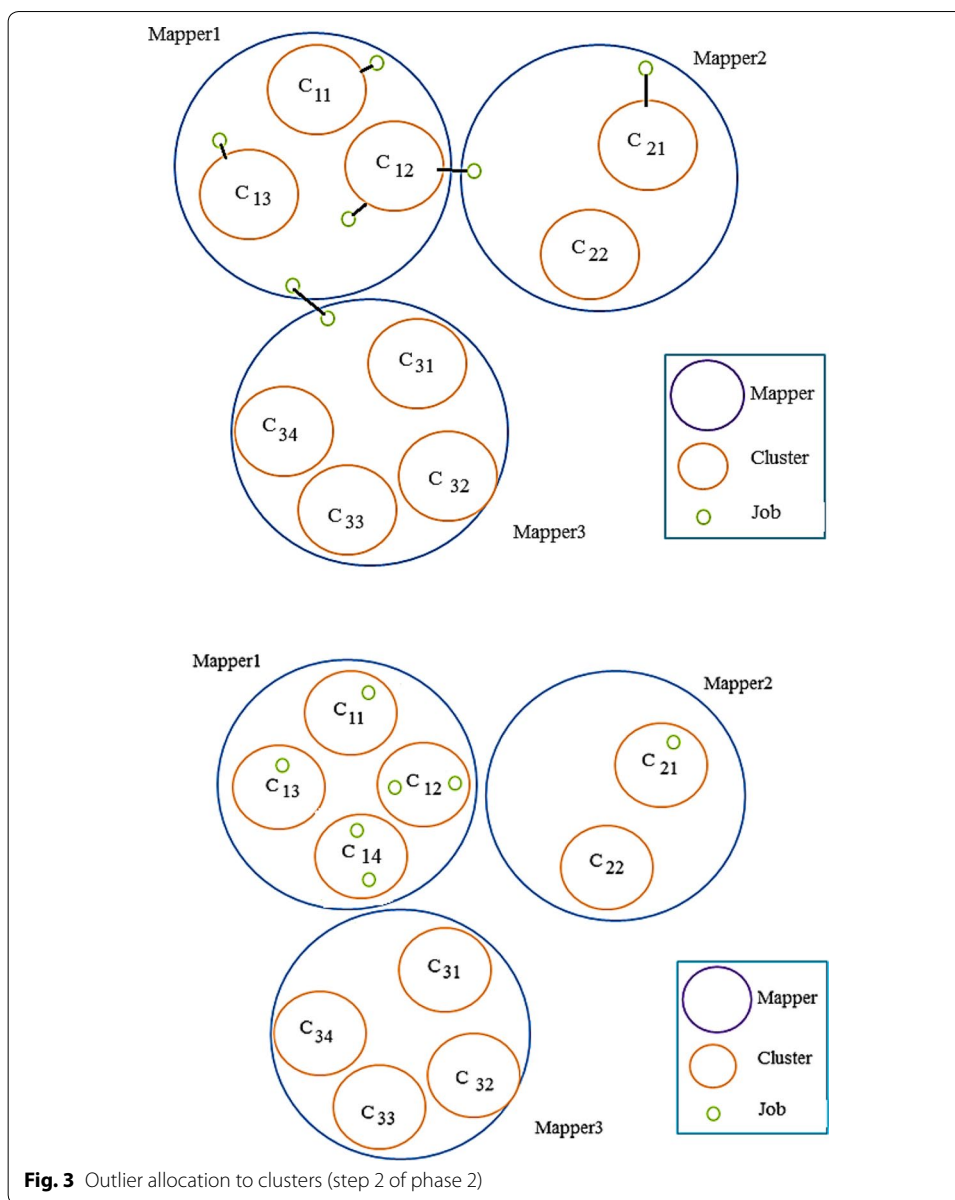 Mapper1
Mapper2
C11
C21
C12
C13
C22
C31
C34
C32
C33
Mapper3
Mapper
Cluster
Job
Mapper1
Mapper2
C11
C21
C13
C12
C14
C22
C31
C34
C32
C33
Mapper3
Mapper
Cluster
Job
Fig. 3 Outlier allocation to clusters (step 2 of phase 2)